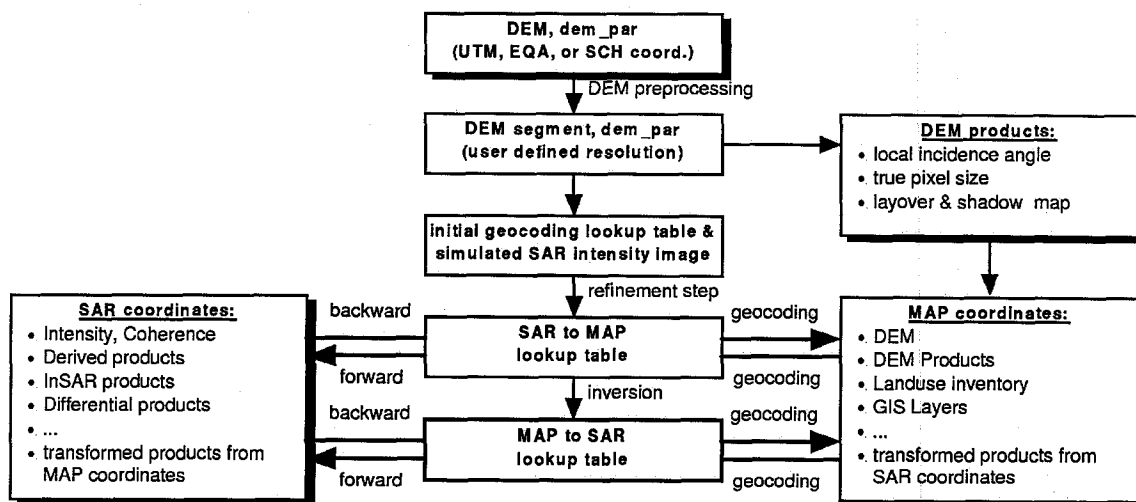 DEM, dem_par
(UTM, EQA, or SCH coord.)
DEM preprocessing
DEM segment, dem_par
(user defined resolution)
DEM products:
• local incidence angle
• true pixel size
• layover & shadow map
initial geocoding lookup table &
simulated SAR intensity image
refinement step
SAR coordinates:
• Intensity, Coherence
• Derived products
• InSAR products
• Differential products
• ...
• transformed products from
MAP coordinates
backward
forward
backward
forward
SAR to MAP
lookup table
inversion
MAP to SAR
lookup table
geocoding
geocoding
geocoding
geocoding
MAP coordinates:
• DEM
• DEM Products
• Landuse inventory
• GIS Layers
• ...
• transformed products from
SAR coordinates